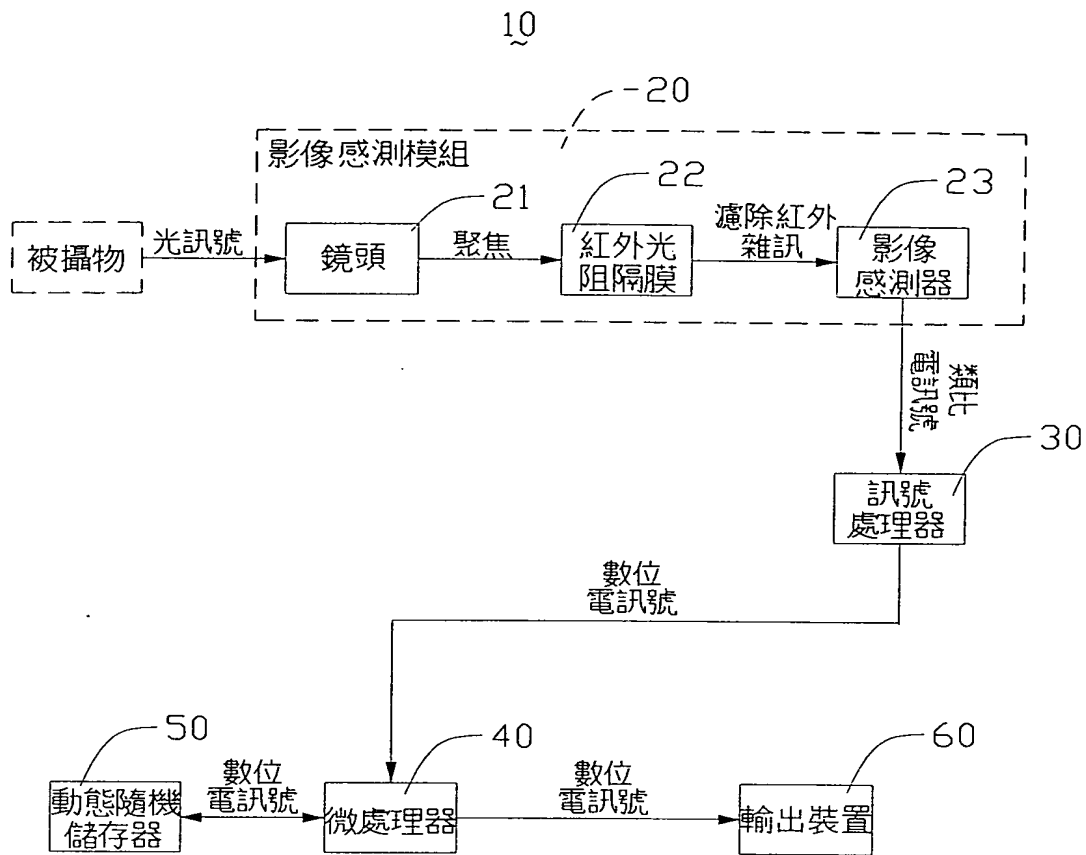 10
20
影像感測模組
21
22
23
被攝物
光訊號
鏡頭
聚焦
紅外光
阻隔膜
濾除紅外
雜訊
影像
感測器
類比
電訊號
30
訊號
處理器
數位
電訊號
50
40
60
動態隨機
儲存器
數位
電訊號
微處理器
數位
電訊號
輸出裝置